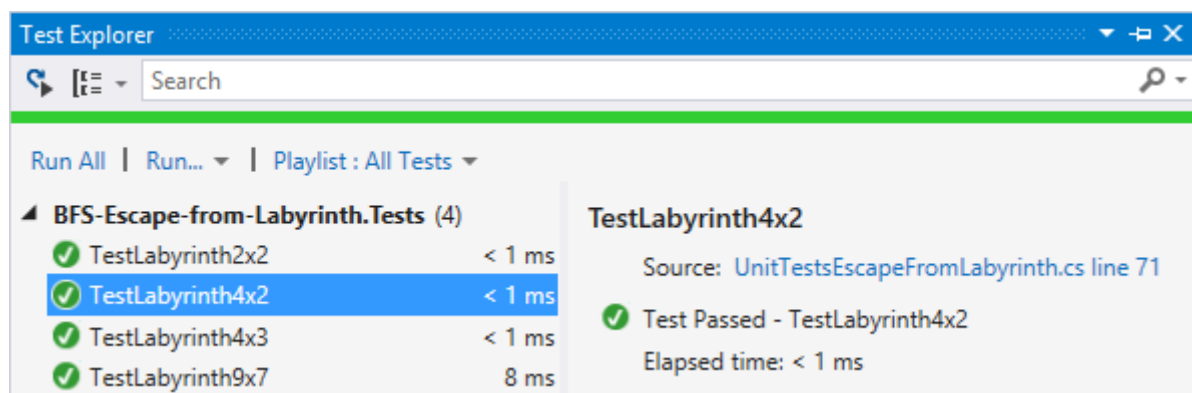 Test Explorer
Search
Run All | Run... | Playlist : All Tests
BFS-Escape-from-Labyrinth.Tests (4)
TestLabyrinth2x2 < 1 ms
TestLabyrinth4x2 < 1 ms
TestLabyrinth4x3 < 1 ms
TestLabyrinth9x7 8 ms
TestLabyrinth4x2
Source: UnitTestsEscapeFromLabyrinth.cs line 71
Test Passed - TestLabyrinth4x2
Elapsed time: < 1 ms